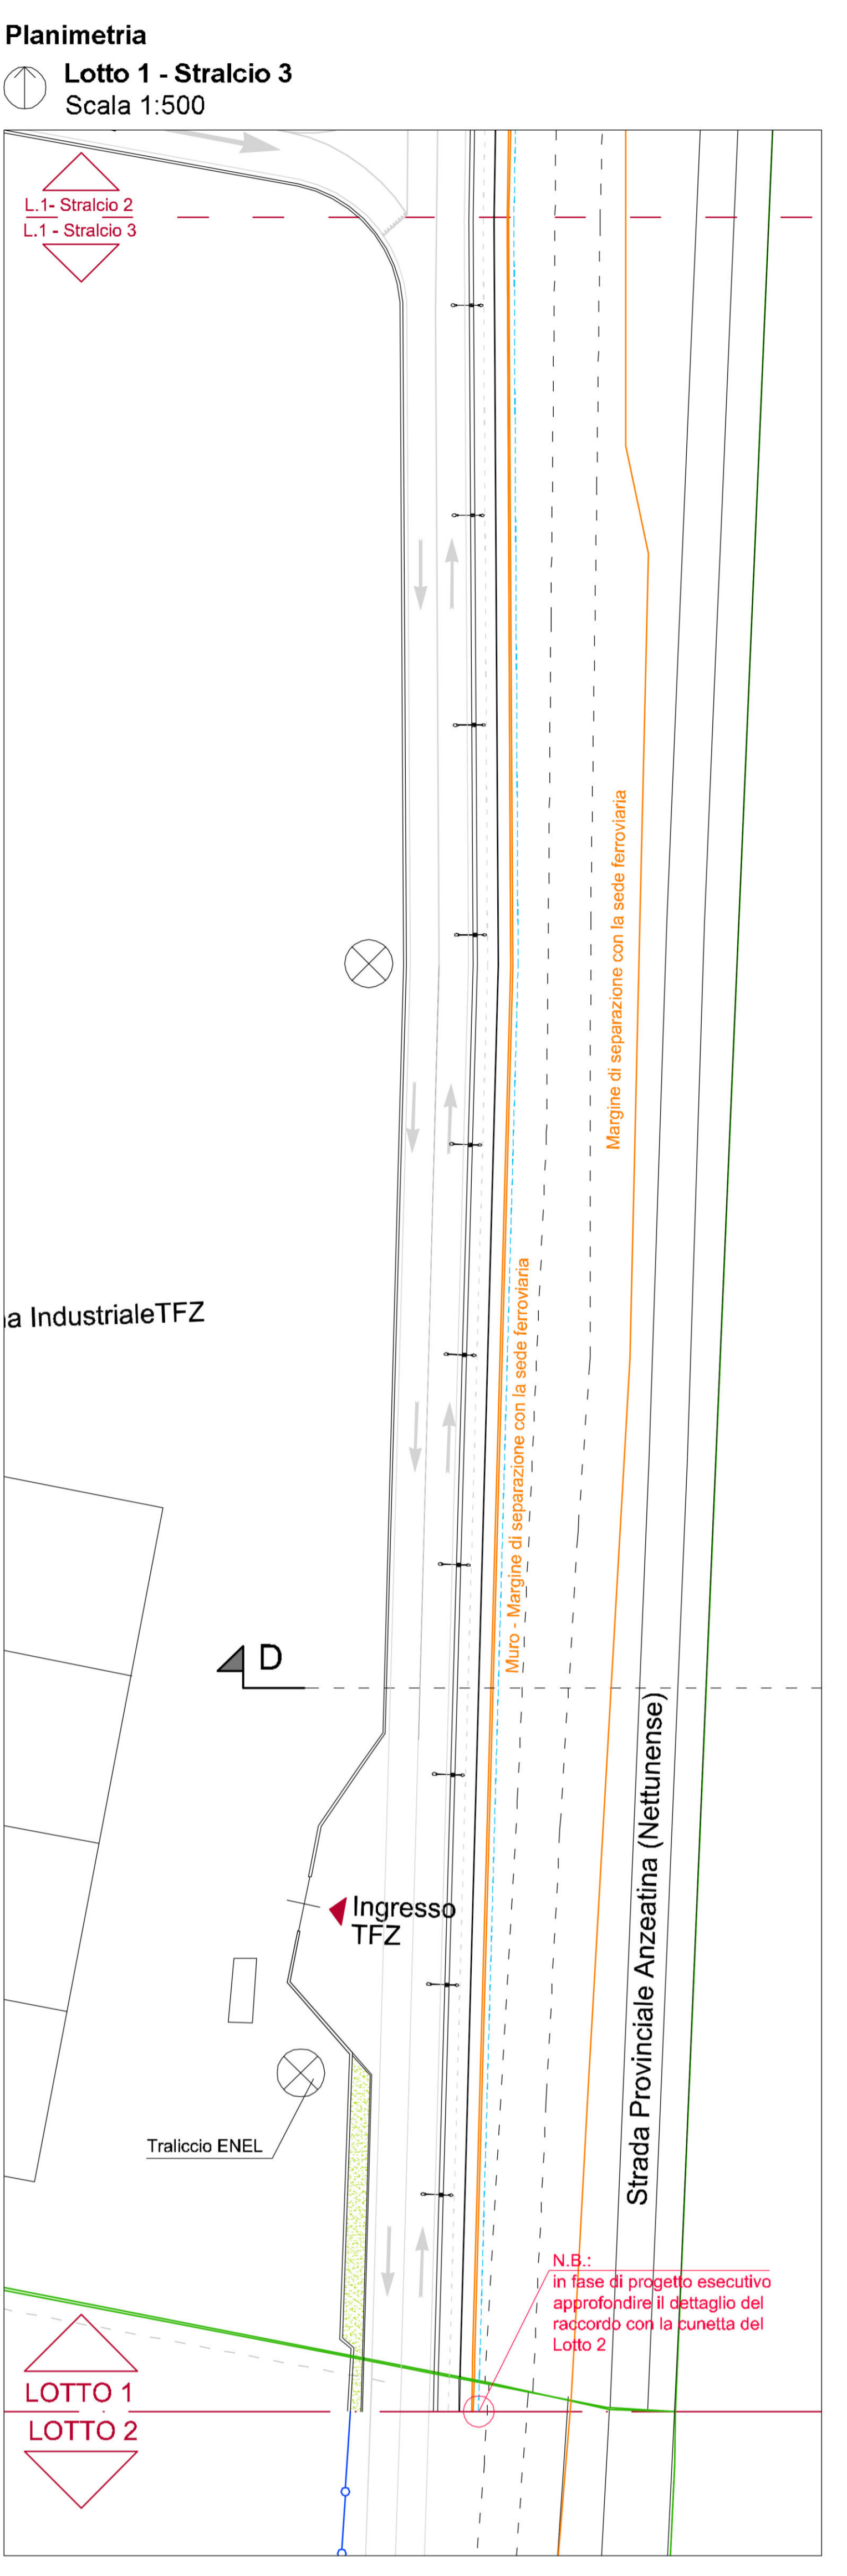 Planimetria
Lotto 1 - Stralcio 3
Scala 1:500
L.1- Stralcio 2
L.1 - Stralcio 3
Margine di separazione con la sede ferroviaria
Muro - Margine di separazione con la sede ferroviaria
a IndustrialeTFZ
D
Strada Provinciale Anzeatina (Nettunense)
Ingresso
TFZ
Traliccio ENEL
N.B.:
in fase di progetto esecutivo
approfondire il dettaglio del
raccordo con la cunetta del
Lotto 2
LOTTO 1
LOTTO 2